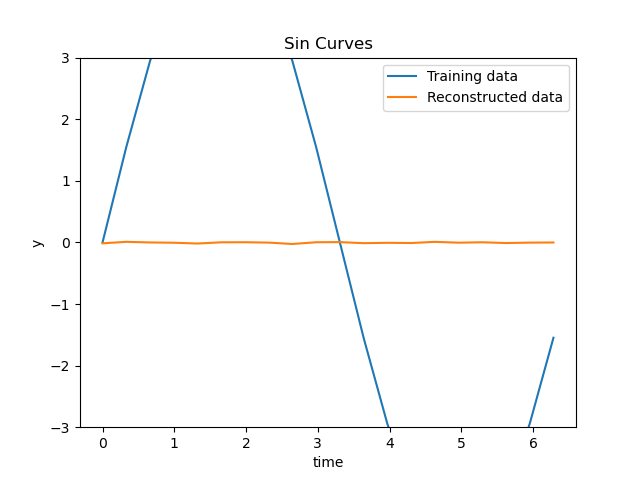 Sin Curves
Training data
Reconstructed data
3
2
1
0
−1
−2
−3
y
0 1 2 3 4 5 6
time